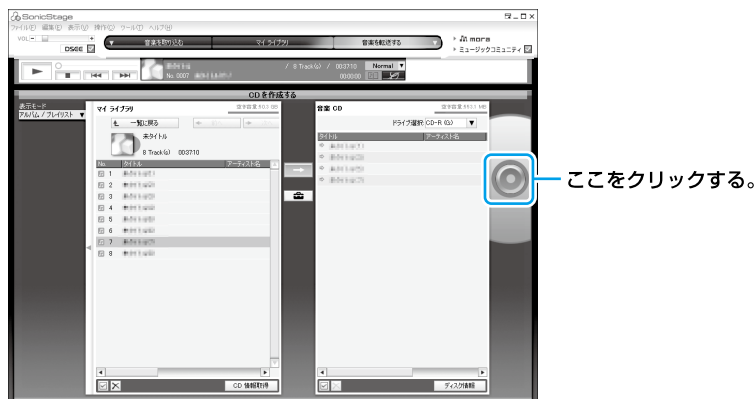 SonicStage
ファイル(F) 編集(E) 表示(V) 操作(C) ツール(T) ヘルプ(H)
VOL
DSEE
音楽を取り込む
マイ ライブラリ
音楽を転送する
mora
ミュージックコミュニティ
/ 8 Track(s) / 0:03710 Normal
No. 0007
00:00:00
CDを作成する
表示モード
アルバム / プレイリスト
マイ ライブラリ
一覧に戻る
未タイトル
8 Track(s) 0:03710
No. タイトル アーティスト名
1
2
3
4
5
6
7
8
CD 情報取得
音楽 CD
ドライブ選択 CD-R (G:)
タイトル アーティスト名
ディスク情報
ここをクリックする。